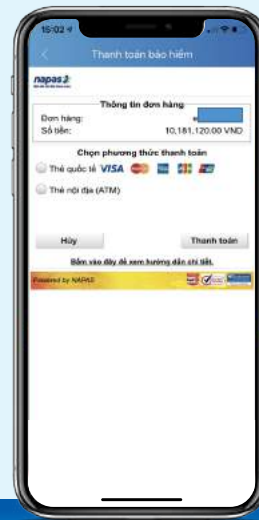 15:02
Thanh toán bảo hiểm
napas
Thông tin đơn hàng
Đơn hàng:
Số tiền: 10,181,120.00 VND
Chọn phương thức thanh toán
Thẻ quốc tế VISA
Thẻ nội địa (ATM)
Hủy Thanh toán
Bấm vào đây để xem hướng dẫn chi tiết.
Powered by NAPAS